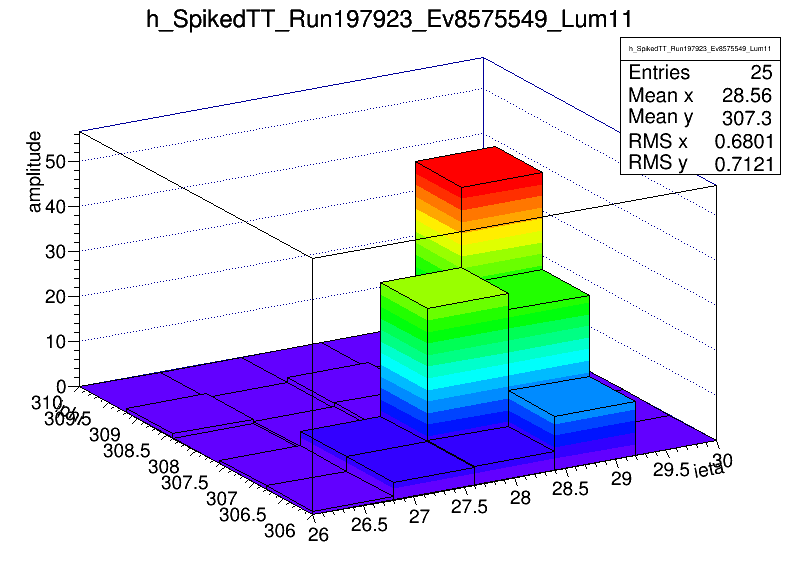 h_SpikedTT_Run197923_Ev8575549_Lum11
h_SpikedTT_Run197923_Ev8575549_Lum11
Entries 25
Mean x 28.56
Mean y 307.3
RMS x 0.6801
RMS y 0.7121
amplitude
50
40
30
20
10
0
310
309.5
309
308.5
308
307.5
307
306.5
306
iphi
26
26.5
27
27.5
28
28.5
29
29.5
30
ieta